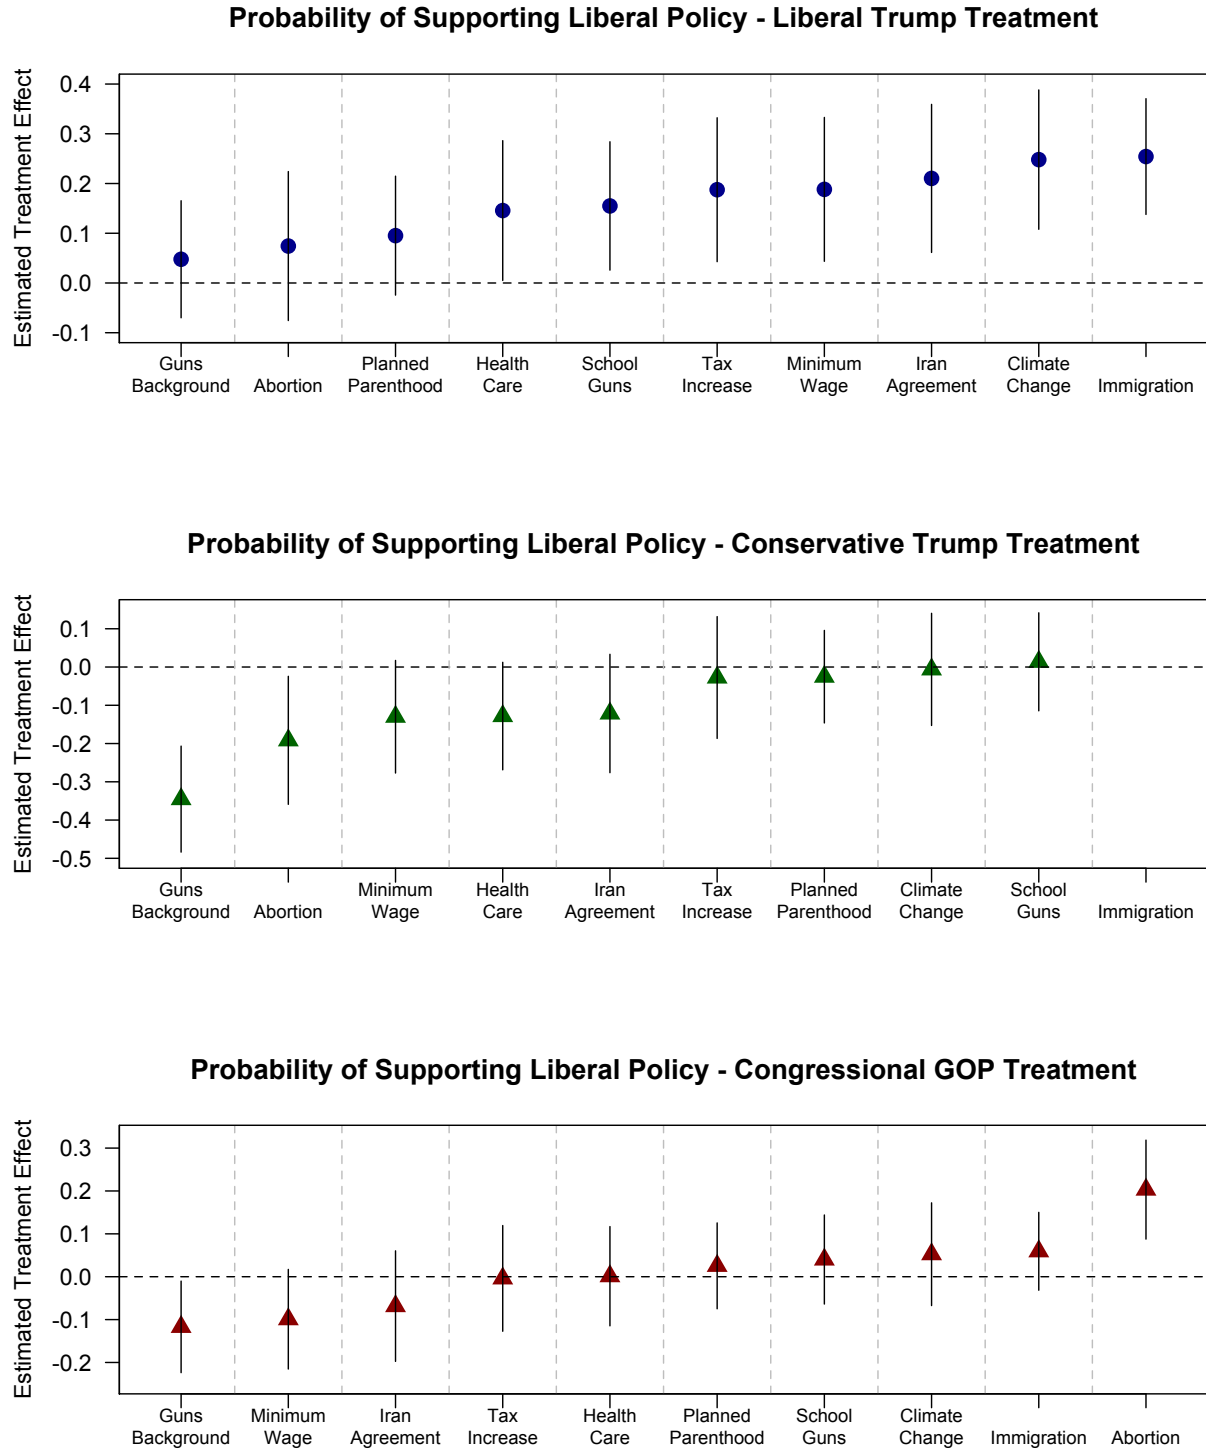 Probability of Supporting Liberal Policy - Liberal Trump Treatment
Estimated Treatment Effect
0.4
0.3
0.2
0.1
0.0
-0.1
Guns Background
Abortion
Planned Parenthood
Health Care
School Guns
Tax Increase
Minimum Wage
Iran Agreement
Climate Change
Immigration
Probability of Supporting Liberal Policy - Conservative Trump Treatment
Estimated Treatment Effect
0.1
0.0
-0.1
-0.2
-0.3
-0.4
-0.5
Guns Background
Abortion
Minimum Wage
Health Care
Iran Agreement
Tax Increase
Planned Parenthood
Climate Change
School Guns
Immigration
Probability of Supporting Liberal Policy - Congressional GOP Treatment
Estimated Treatment Effect
0.3
0.2
0.1
0.0
-0.1
-0.2
Guns Background
Minimum Wage
Iran Agreement
Tax Increase
Health Care
Planned Parenthood
School Guns
Climate Change
Immigration
Abortion